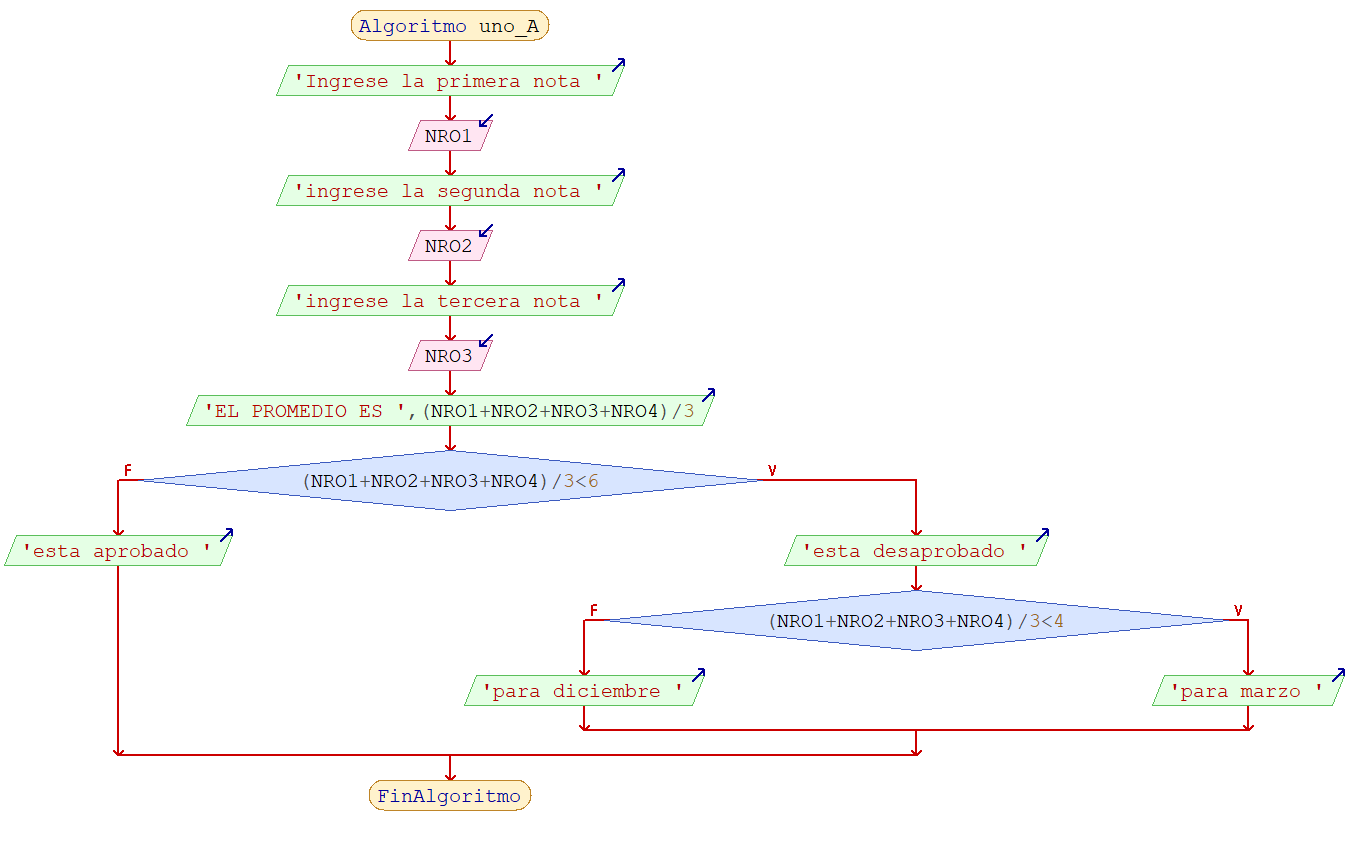 Algoritmo uno_A
'Ingrese la primera nota '
NRO1
'ingrese la segunda nota '
NRO2
'ingrese la tercera nota '
NRO3
'EL PROMEDIO ES ',(NRO1+NRO2+NRO3+NRO4)/3
F
V
(NRO1+NRO2+NRO3+NRO4)/3<6
'esta aprobado '
'esta desaprobado '
F
V
(NRO1+NRO2+NRO3+NRO4)/3<4
'para diciembre '
'para marzo '
FinAlgoritmo